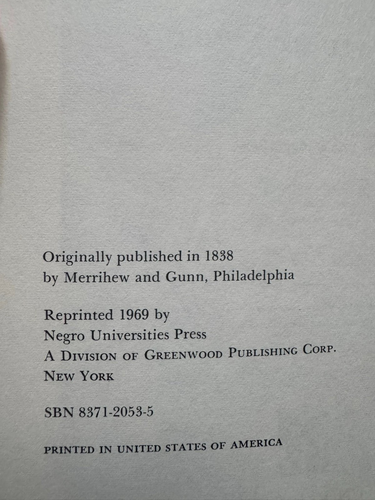 Originally published in 1838
by Merrihew and Gunn, Philadelphia
Reprinted 1969 by
Negro Universities Press
A Division of Greenwood Publishing Corp.
New York
SBN 8371-2053-5
PRINTED IN UNITED STATES OF AMERICA